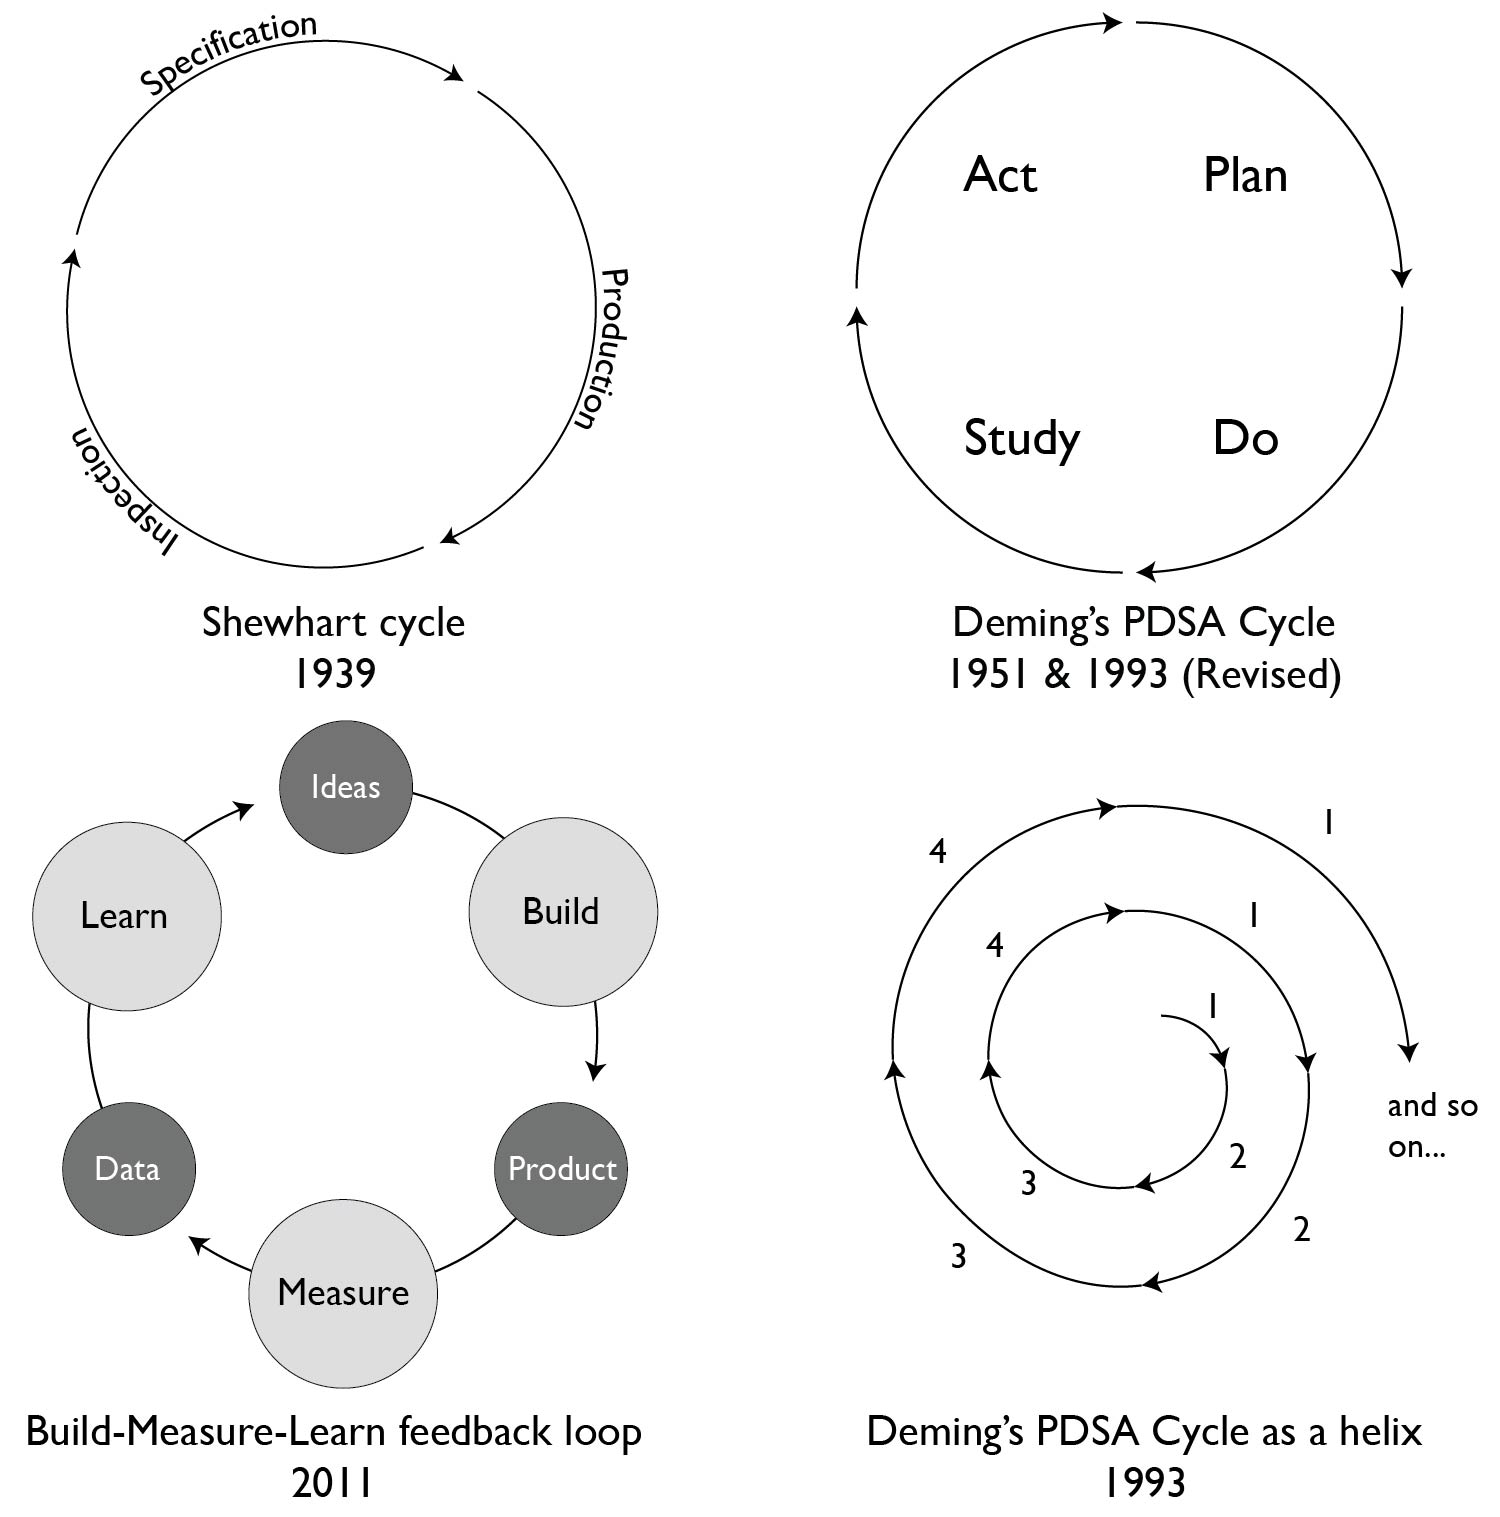 Specification
Production
Inspection
Shewhart cycle
1939
Act
Plan
Study
Do
Deming’s PDSA Cycle
1951 & 1993 (Revised)
Ideas
Learn
Build
Data
Product
Measure
Build-Measure-Learn feedback loop
2011
1
4
1
4
1
2
3
2
3
and so
on...
Deming’s PDSA Cycle as a helix
1993